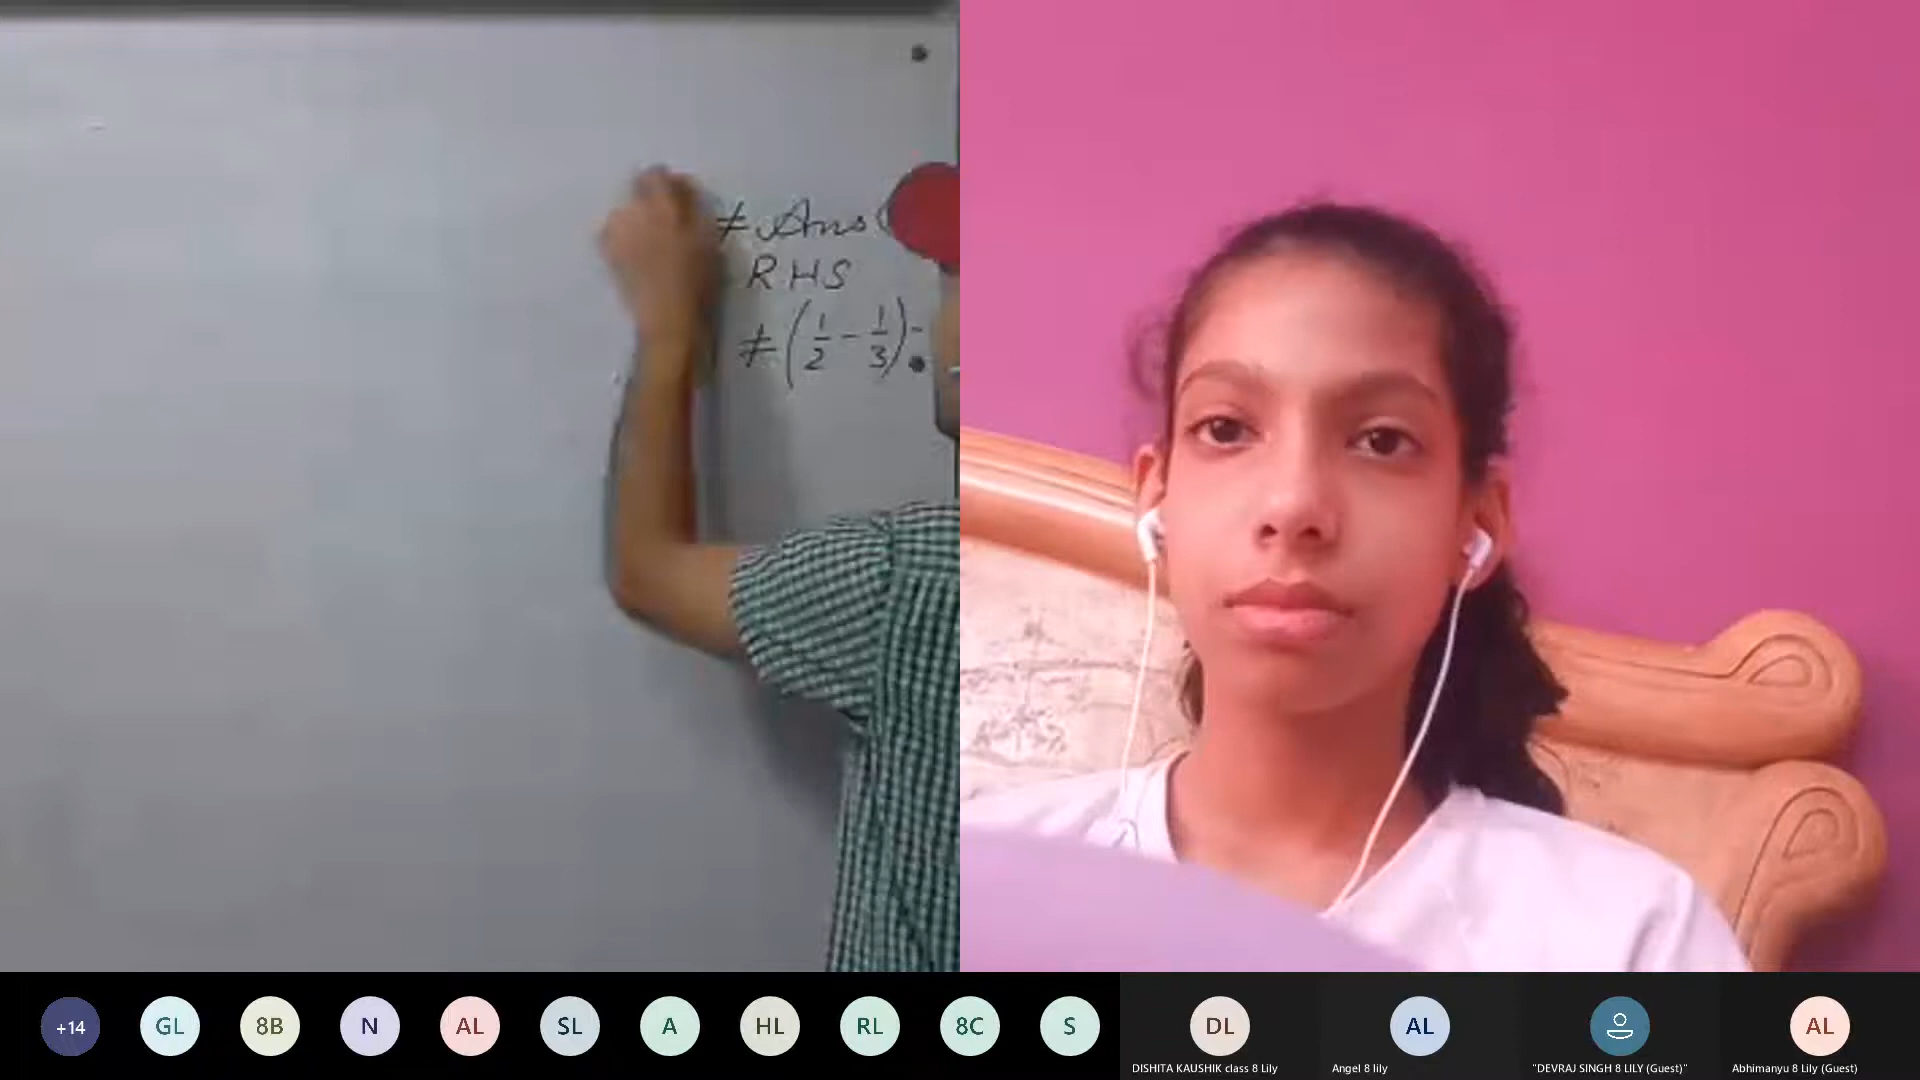 ≠ Ans (
RHS
≠ (1/2 - 1/3) -
+14
GL
8B
N
AL
SL
A
HL
RL
8C
S
DL
AL
AL
DISHITA KAUSHIK class 8 Lily
Angel 8 lily
"DEVRAJ SINGH 8 LILY (Guest)"
Abhimanyu 8 Lily (Guest)